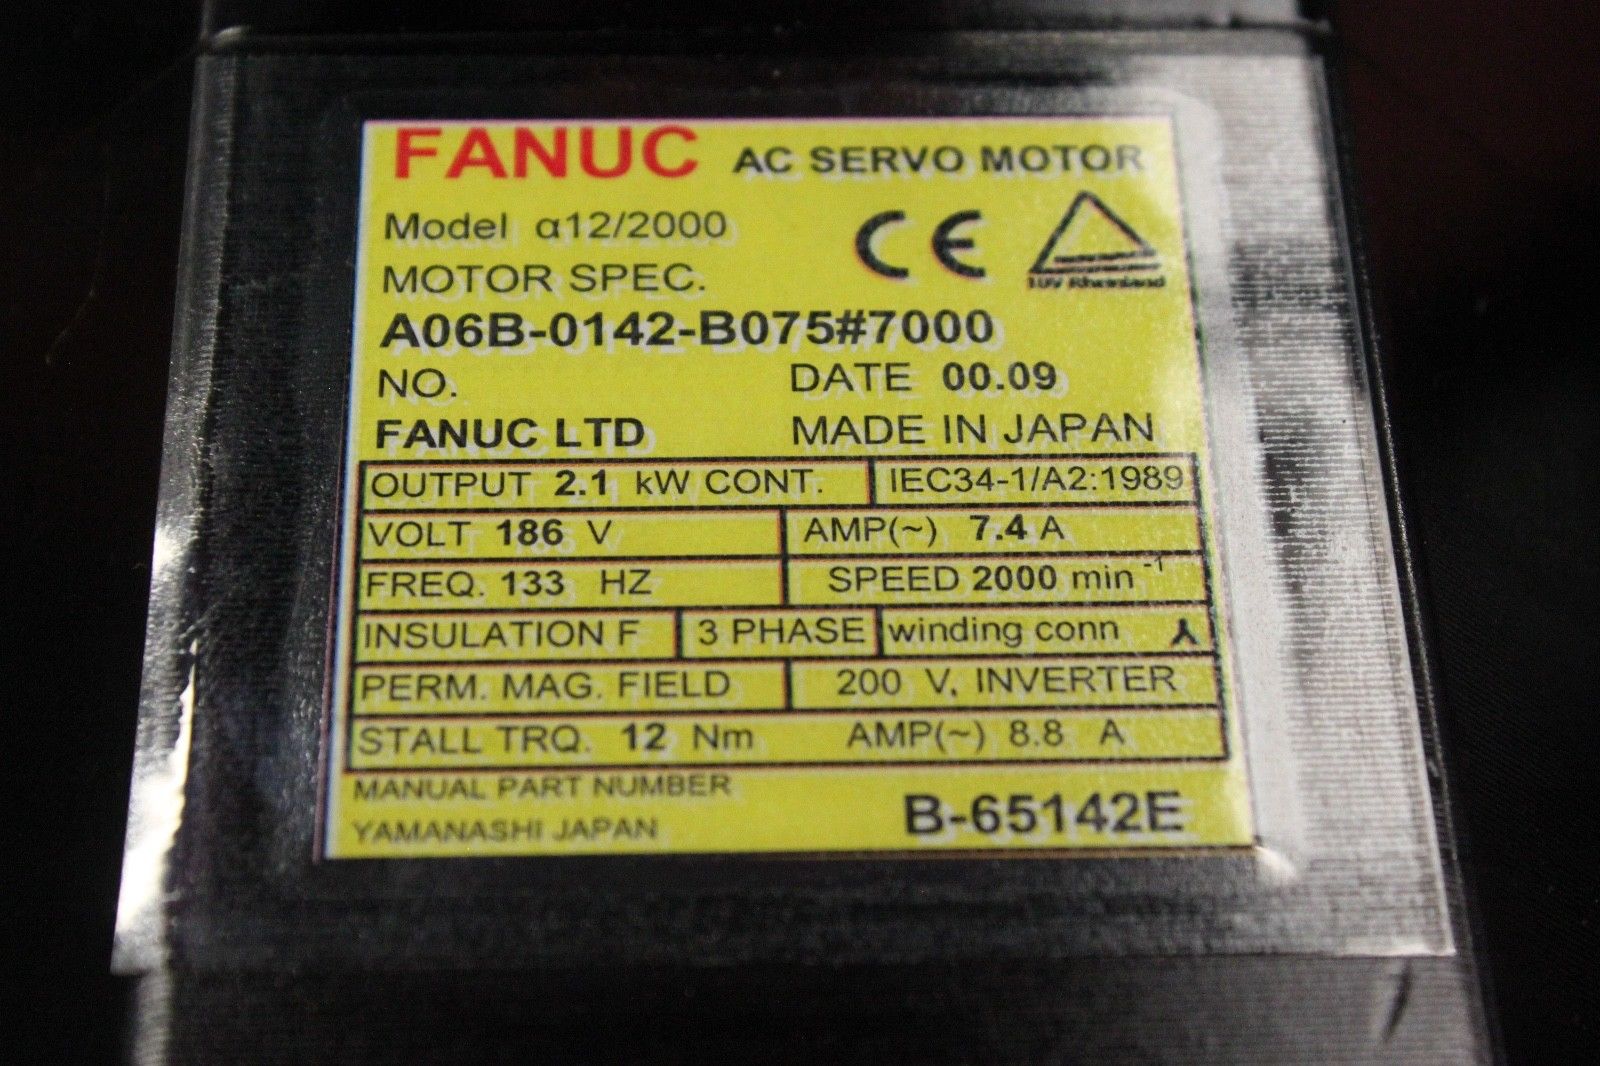 FANUC AC SERVO MOTOR
Model α12/2000
CE
TÜV Rheinland
MOTOR SPEC.
A06B-0142-B075#7000
NO. DATE 00.09
FANUC LTD MADE IN JAPAN
OUTPUT 2.1 kW CONT. IEC34-1/A2:1989
VOLT 186 V AMP(~) 7.4 A
FREQ. 133 HZ SPEED 2000 min-1
INSULATION F 3 PHASE winding conn
PERM. MAG. FIELD 200 V, INVERTER
STALL TRQ. 12 Nm AMP(~) 8.8 A
MANUAL PART NUMBER
YAMANASHI JAPAN B-65142E